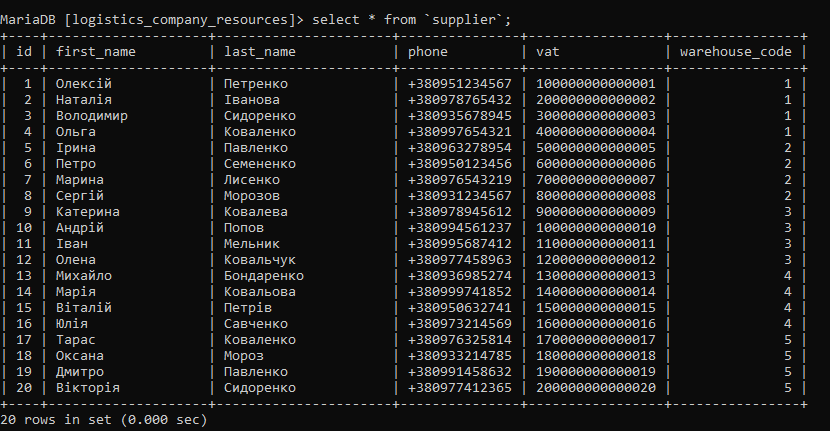 MariaDB [logistics_company_resources]> select * from `supplier`;
+----+--------------------+----------------------+---------------+-----------------+----------------+
| id | first_name | last_name | phone | vat | warehouse_code |
+----+--------------------+----------------------+---------------+-----------------+----------------+
| 1 | Олексій | Петренко | +380951234567 | 100000000000001 | 1 |
| 2 | Наталія | Іванова | +380978765432 | 200000000000002 | 1 |
| 3 | Володимир | Сидоренко | +380935678945 | 300000000000003 | 1 |
| 4 | Ольга | Коваленко | +380997654321 | 400000000000004 | 1 |
| 5 | Ірина | Павленко | +380963278954 | 500000000000005 | 2 |
| 6 | Петро | Семененко | +380950123456 | 600000000000006 | 2 |
| 7 | Марина | Лисенко | +380976543219 | 700000000000007 | 2 |
| 8 | Сергій | Морозов | +380931234567 | 800000000000008 | 2 |
| 9 | Катерина | Ковалева | +380978945612 | 900000000000009 | 3 |
| 10 | Андрій | Попов | +380994561237 | 100000000000010 | 3 |
| 11 | Іван | Мельник | +380995687412 | 110000000000011 | 3 |
| 12 | Олена | Ковальчук | +380977458963 | 120000000000012 | 3 |
| 13 | Михайло | Бондаренко | +380936985274 | 130000000000013 | 4 |
| 14 | Марія | Ковальова | +380999741852 | 140000000000014 | 4 |
| 15 | Віталій | Петрів | +380950632741 | 150000000000015 | 4 |
| 16 | Юлія | Савченко | +380973214569 | 160000000000016 | 4 |
| 17 | Тарас | Коваленко | +380976325814 | 170000000000017 | 5 |
| 18 | Оксана | Мороз | +380933214785 | 180000000000018 | 5 |
| 19 | Дмитро | Павленко | +380991458632 | 190000000000019 | 5 |
| 20 | Вікторія | Сидоренко | +380977412365 | 200000000000020 | 5 |
+----+--------------------+----------------------+---------------+-----------------+----------------+
20 rows in set (0.000 sec)